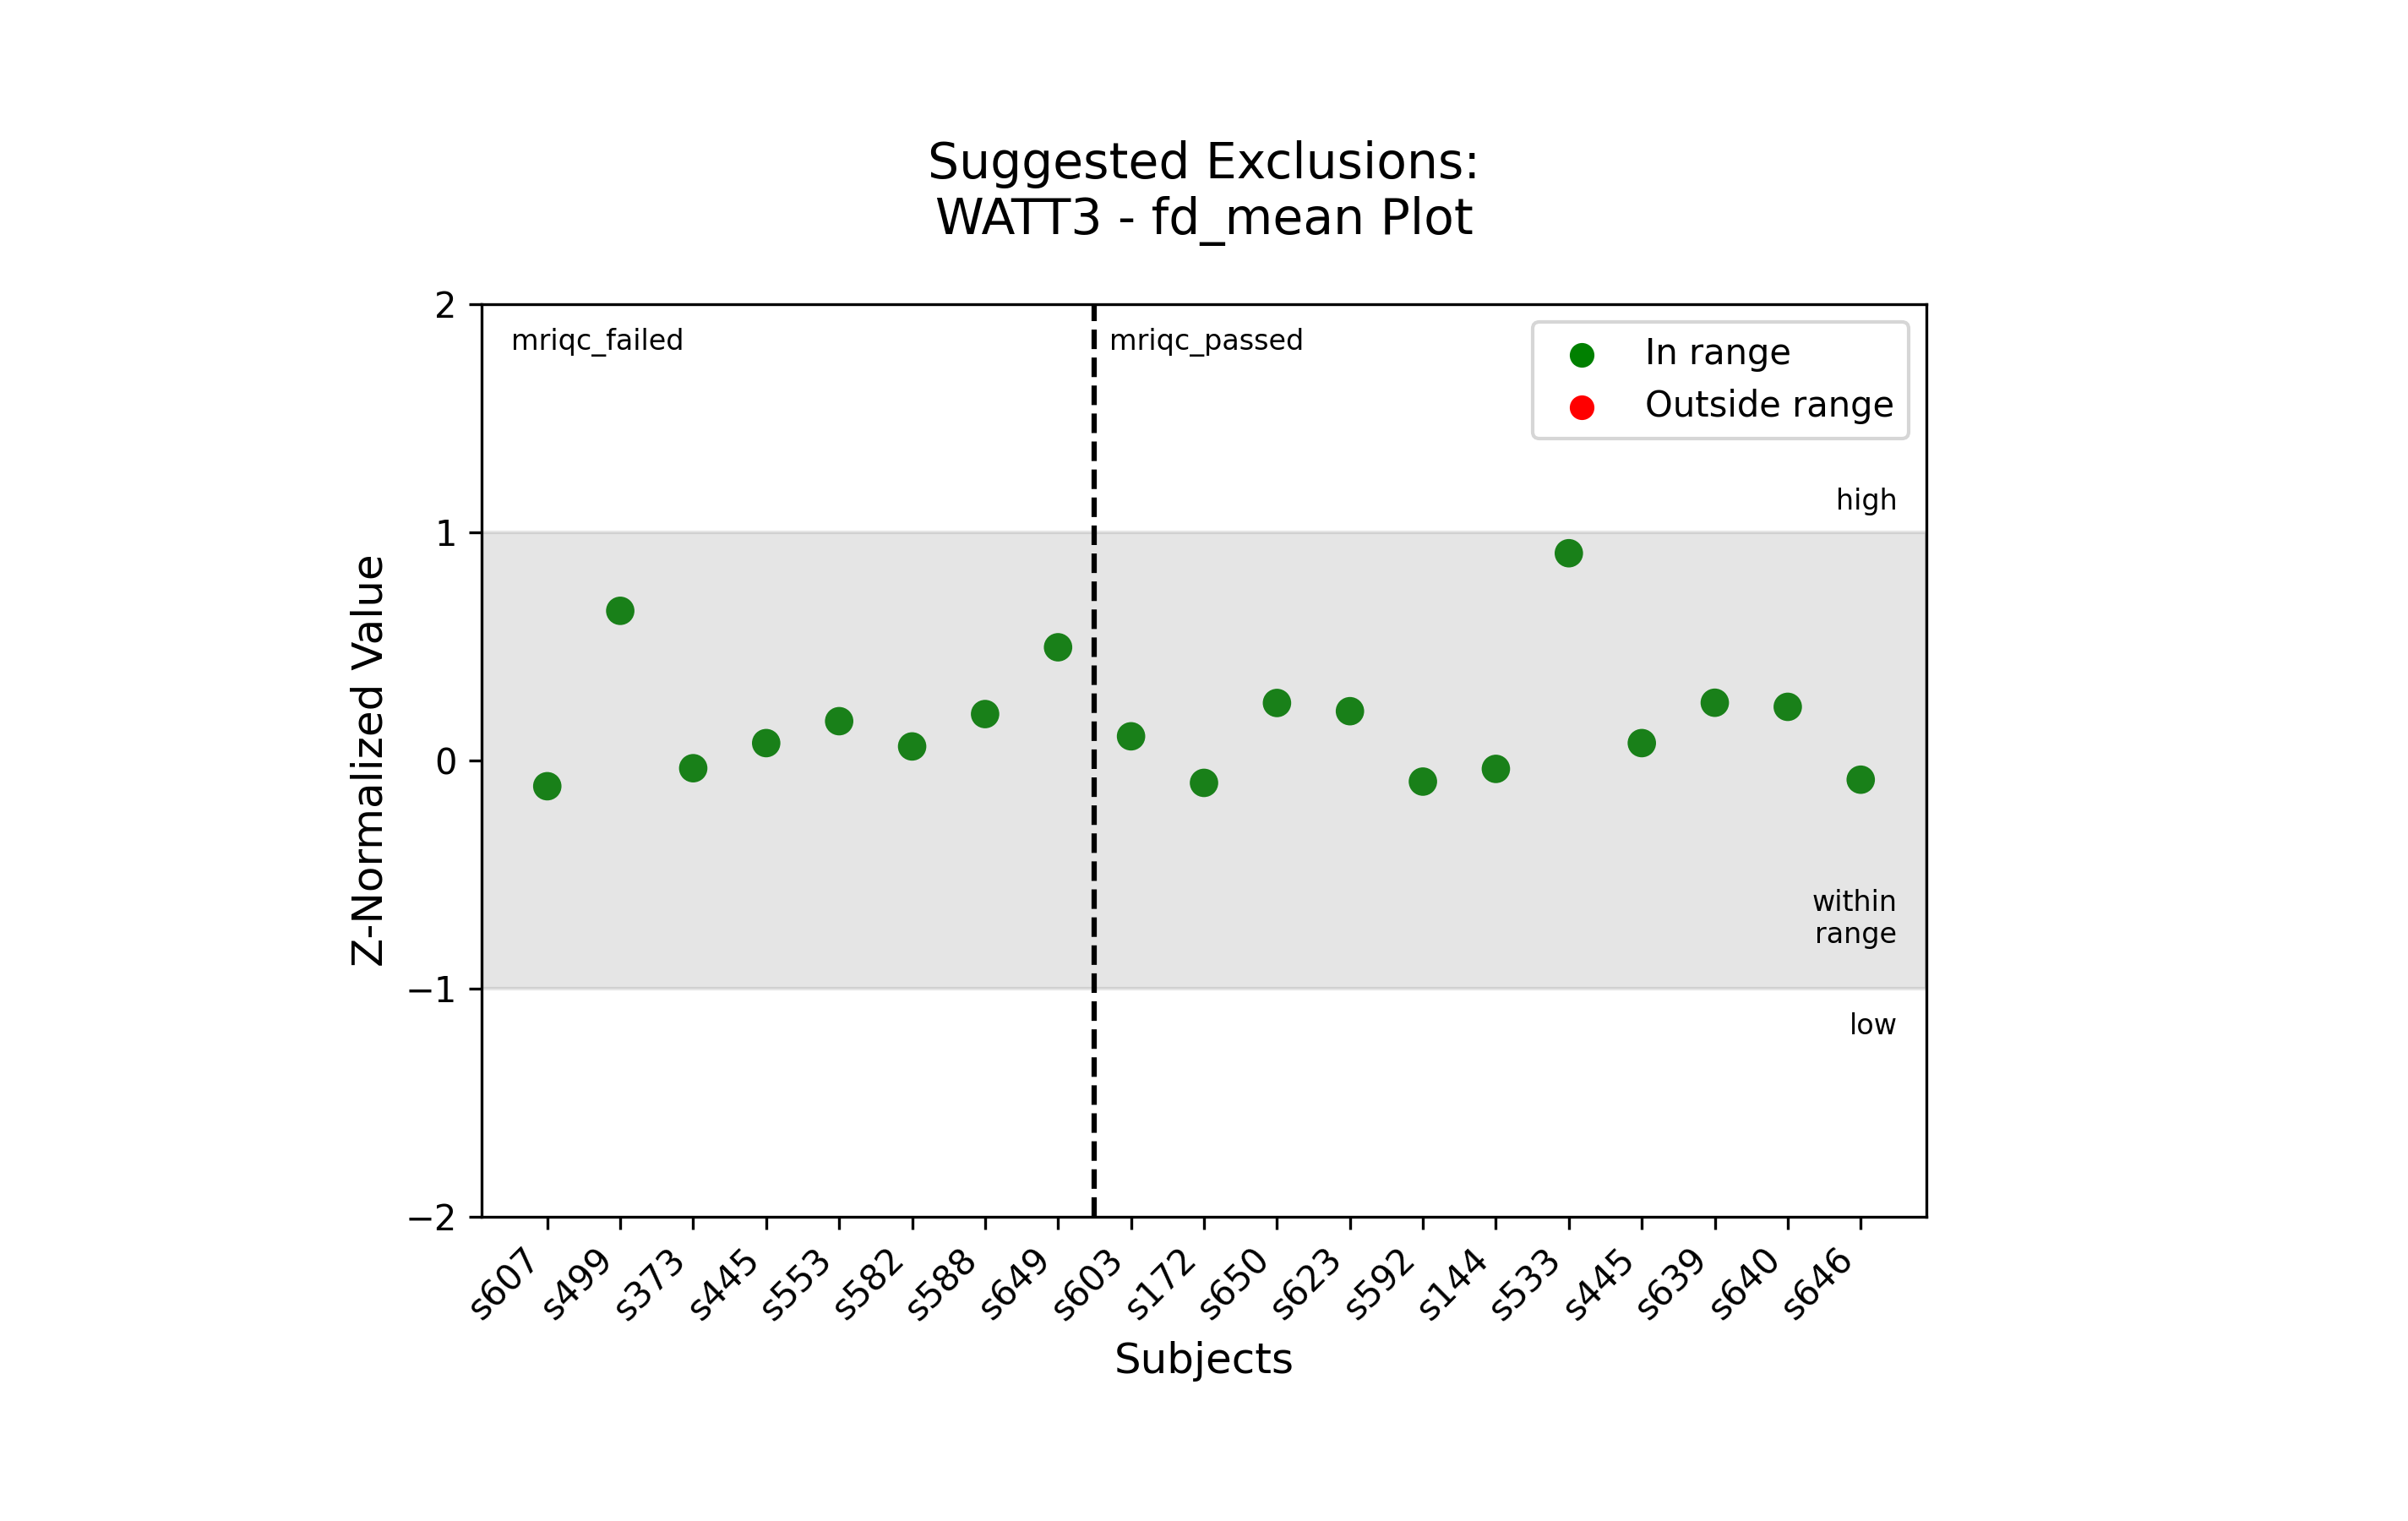 Suggested Exclusions:
WATT3 - fd_mean Plot
2
1
0
−1
−2
Z-Normalized Value
mriqc_failed
mriqc_passed
In range
Outside range
high
within
range
low
s607
s499
s373
s445
s553
s582
s588
s649
s603
s172
s650
s623
s592
s144
s533
s445
s639
s640
s646
Subjects